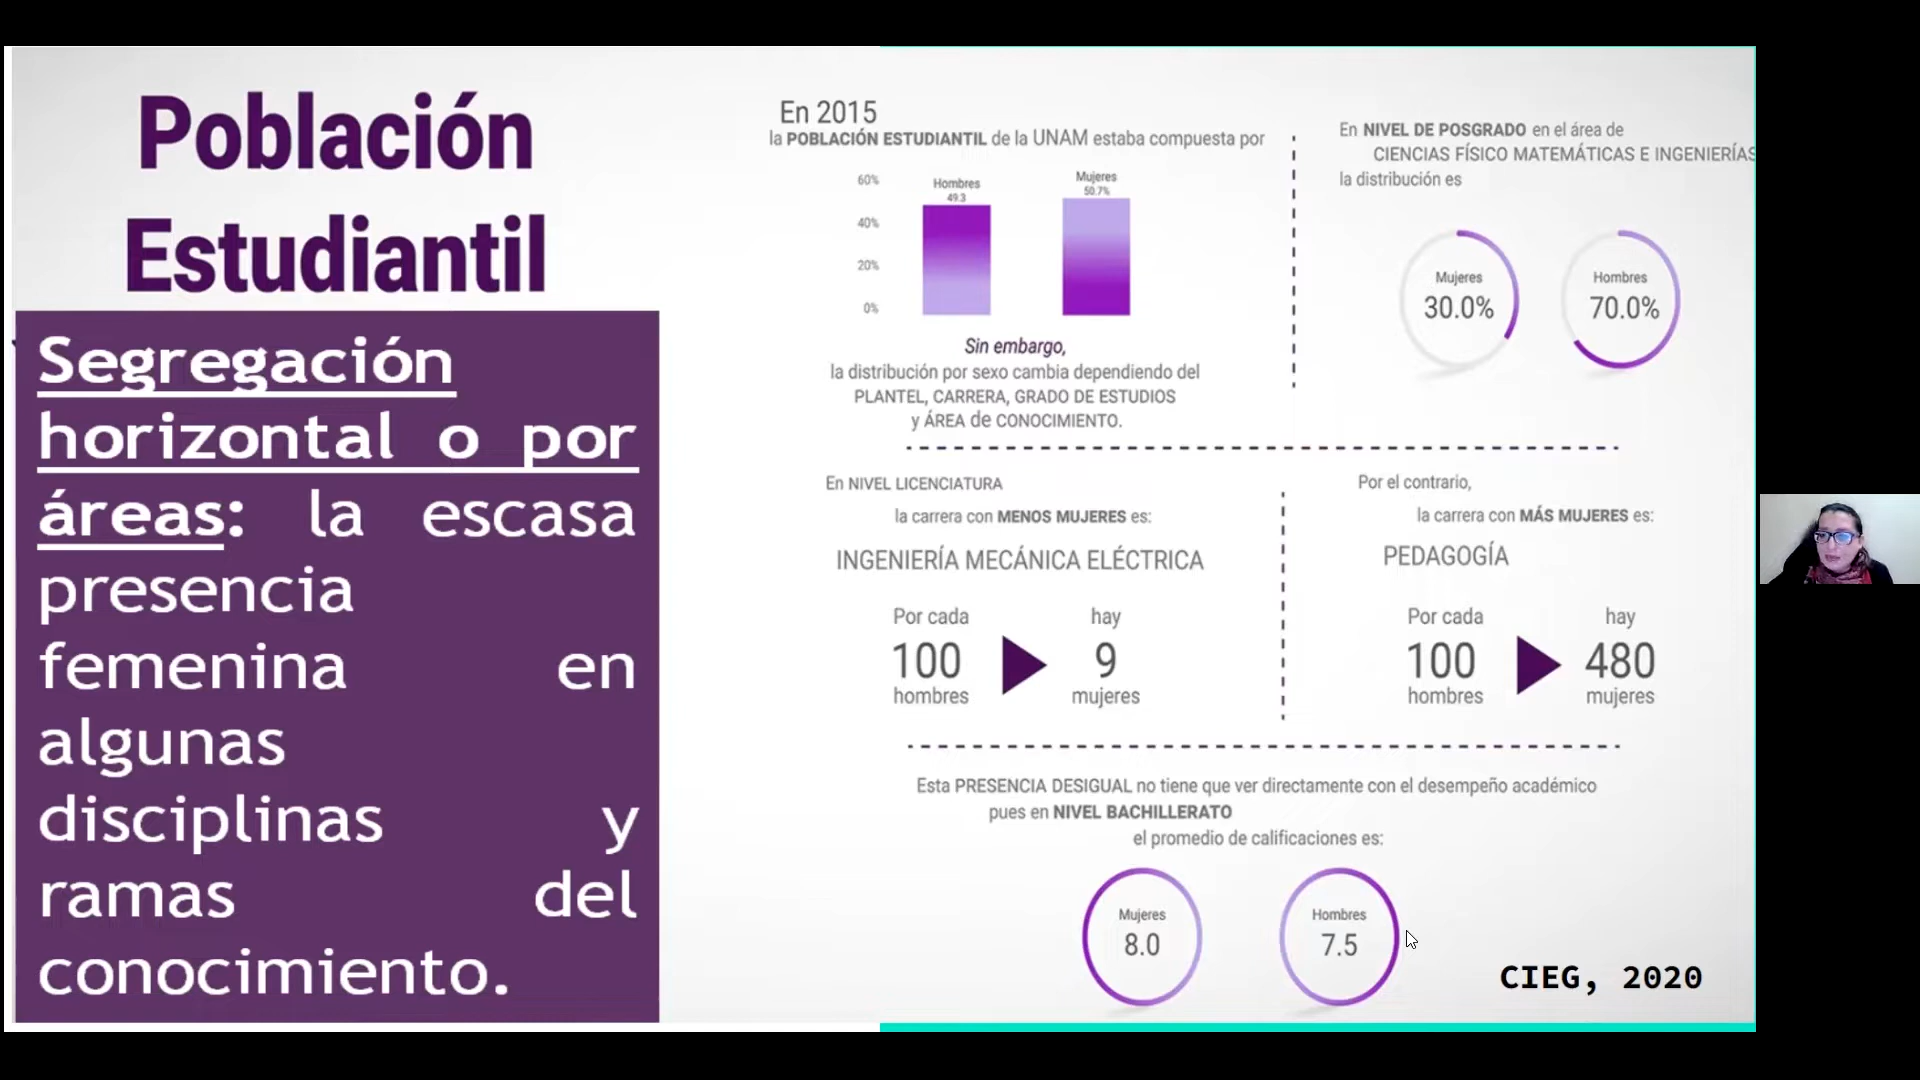 Población
Estudiantil
Segregación
horizontal o por
áreas: la escasa
presencia
femenina en
algunas
disciplinas y
ramas del
conocimiento.
En 2015
la POBLACIÓN ESTUDIANTIL de la UNAM estaba compuesta por
60%
40%
20%
0%
Hombres
49.3
Mujeres
50.7%
Sin embargo,
la distribución por sexo cambia dependiendo del
PLANTEL, CARRERA, GRADO DE ESTUDIOS
y ÁREA de CONOCIMIENTO.
En NIVEL DE POSGRADO en el área de
CIENCIAS FÍSICO MATEMÁTICAS E INGENIERÍAS
la distribución es
Mujeres
30.0%
Hombres
70.0%
En NIVEL LICENCIATURA
la carrera con MENOS MUJERES es:
INGENIERÍA MECÁNICA ELÉCTRICA
Por cada
100
hombres
hay
9
mujeres
Por el contrario,
la carrera con MÁS MUJERES es:
PEDAGOGÍA
Por cada
100
hombres
hay
480
mujeres
Esta PRESENCIA DESIGUAL no tiene que ver directamente con el desempeño académico
pues en NIVEL BACHILLERATO
el promedio de calificaciones es:
Mujeres
8.0
Hombres
7.5
CIEG, 2020